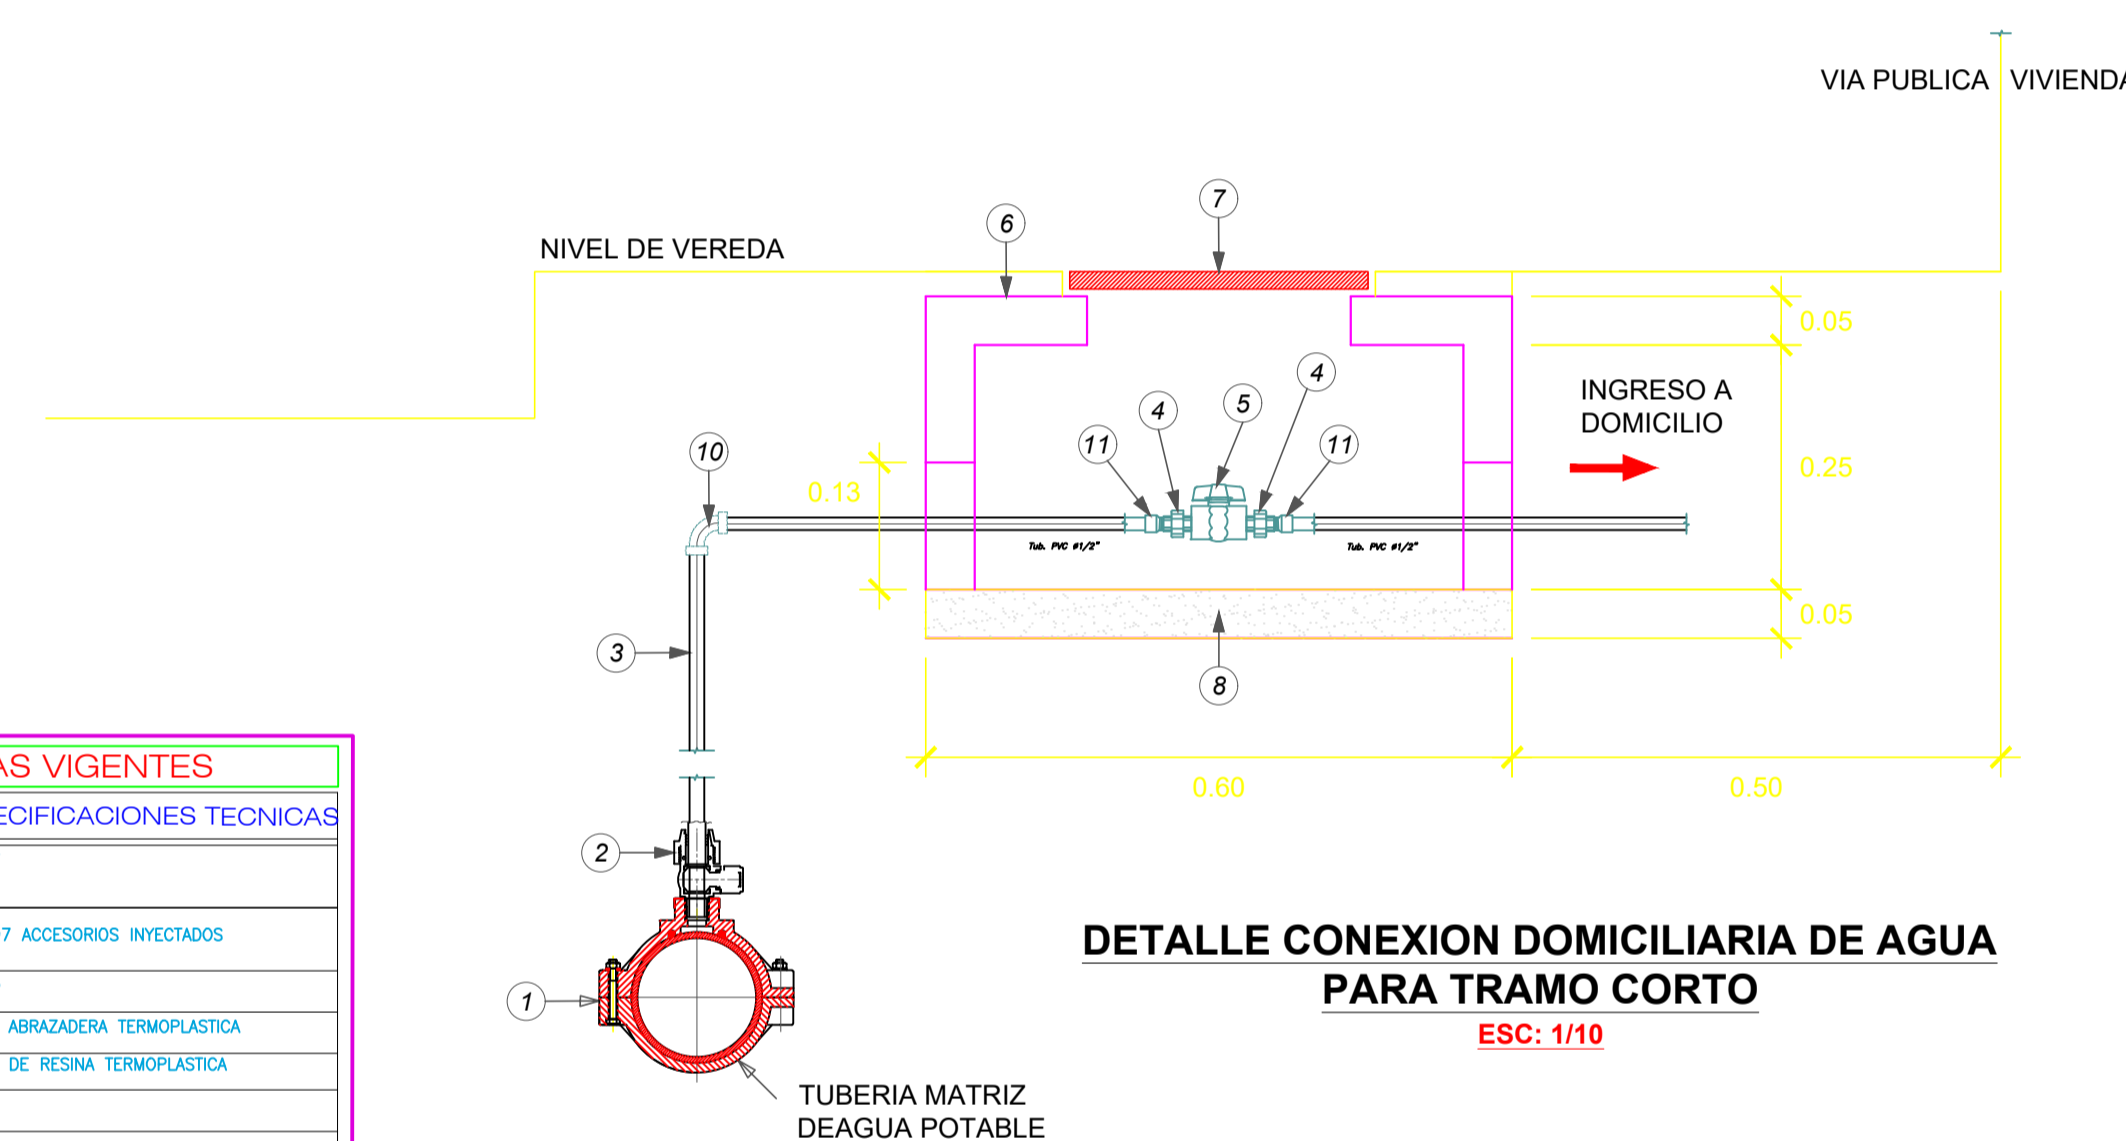 VIA PUBLICA VIVIENDA
7
6
NIVEL DE VEREDA
0.05
4
INGRESO A
DOMICILIO
5
4
11
11
10
0.25
0.13
Tub. PVC ø1/2"
Tub. PVC ø1/2"
0.05
3
8
AS VIGENTES
0.60
0.50
ECIFICACIONES TECNICAS
2
7 ACCESORIOS INYECTADOS
DETALLE CONEXION DOMICILIARIA DE AGUA
PARA TRAMO CORTO
1
ABRAZADERA TERMOPLASTICA
ESC: 1/10
DE RESINA TERMOPLASTICA
TUBERIA MATRIZ
DEAGUA POTABLE